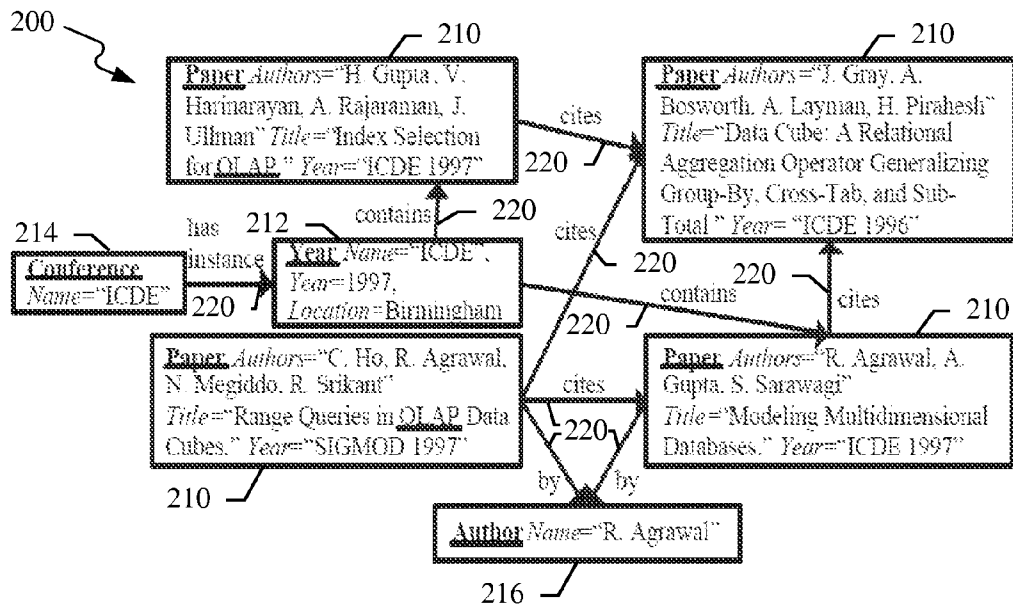 200
210
210
Paper Authors="H. Gupta, V.
Harinarayan, A. Rajaraman, J.
Ullman" Title="Index Selection
for OLAP." Year="ICDE 1997"
cites
220
Paper Authors="J. Gray, A.
Bosworth, A. Layman, H. Pirahesh"
Title="Data Cube: A Relational
Aggregation Operator Generalizing
Group-By, Cross-Tab, and Sub-
Total." Year= "ICDE 1996"
214
has
instance
220
212
contains
220
cites
220
Conference
Name="ICDE"
Year Name="ICDE",
Year=1997,
Location=Birmingham
contains
220
220
cites
220
210
Paper Authors="C. Ho, R. Agrawal,
N. Megiddo, R. Srikant"
Title="Range Queries in OLAP Data
Cubes." Year="SIGMOD 1997"
210
cites
220
by
by
Paper Authors="R. Agrawal, A.
Gupta, S. Sarawagi"
Title="Modeling Multidimensional
Databases." Year="ICDE 1997"
Author Name="R. Agrawal"
216